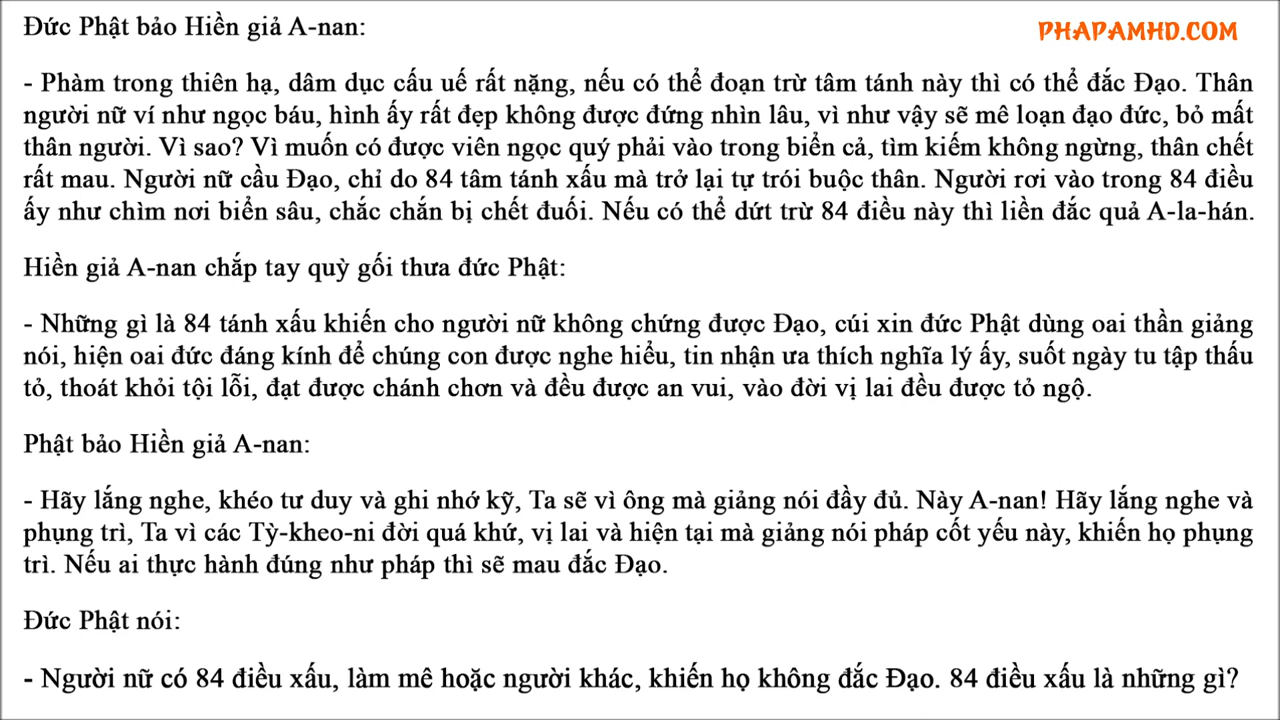 Đức Phật bảo Hiền giả A-nan:
PHAPAMHD.COM
- Phàm trong thiên hạ, dâm dục cấu uế rất nặng, nếu có thể đoạn trừ tâm tánh này thì có thể đắc Đạo. Thân
người nữ ví như ngọc báu, hình ấy rất đẹp không được đứng nhìn lâu, vì như vậy sẽ mê loạn đạo đức, bỏ mất
thân người. Vì sao? Vì muốn có được viên ngọc quý phải vào trong biển cả, tìm kiếm không ngừng, thân chết
rất mau. Người nữ cầu Đạo, chỉ do 84 tâm tánh xấu mà trở lại tự trói buộc thân. Người rơi vào trong 84 điều
ấy như chìm nơi biển sâu, chắc chắn bị chết đuối. Nếu có thể dứt trừ 84 điều này thì liền đắc quả A-la-hán.
Hiền giả A-nan chắp tay quỳ gối thưa đức Phật:
- Những gì là 84 tánh xấu khiến cho người nữ không chứng được Đạo, cúi xin đức Phật dùng oai thần giảng
nói, hiện oai đức đáng kính để chúng con được nghe hiểu, tin nhận ưa thích nghĩa lý ấy, suốt ngày tu tập thấu
tỏ, thoát khỏi tội lỗi, đạt được chánh chơn và đều được an vui, vào đời vị lai đều được tỏ ngộ.
Phật bảo Hiền giả A-nan:
- Hãy lắng nghe, khéo tư duy và ghi nhớ kỹ, Ta sẽ vì ông mà giảng nói đầy đủ. Này A-nan! Hãy lắng nghe và
phụng trì, Ta vì các Tỳ-kheo-ni đời quá khứ, vị lai và hiện tại mà giảng nói pháp cốt yếu này, khiến họ phụng
trì. Nếu ai thực hành đúng như pháp thì sẽ mau đắc Đạo.
Đức Phật nói:
- Người nữ có 84 điều xấu, làm mê hoặc người khác, khiến họ không đắc Đạo. 84 điều xấu là những gì?